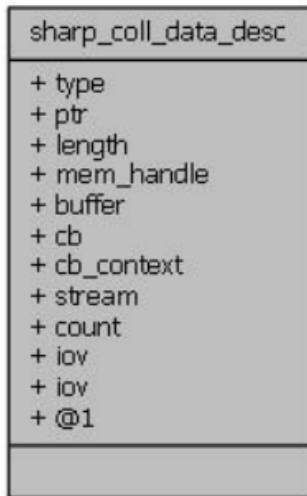 sharp_coll_data_desc
+ type
+ ptr
+ length
+ mem_handle
+ buffer
+ cb
+ cb_context
+ stream
+ count
+ iov
+ iov
+ @1